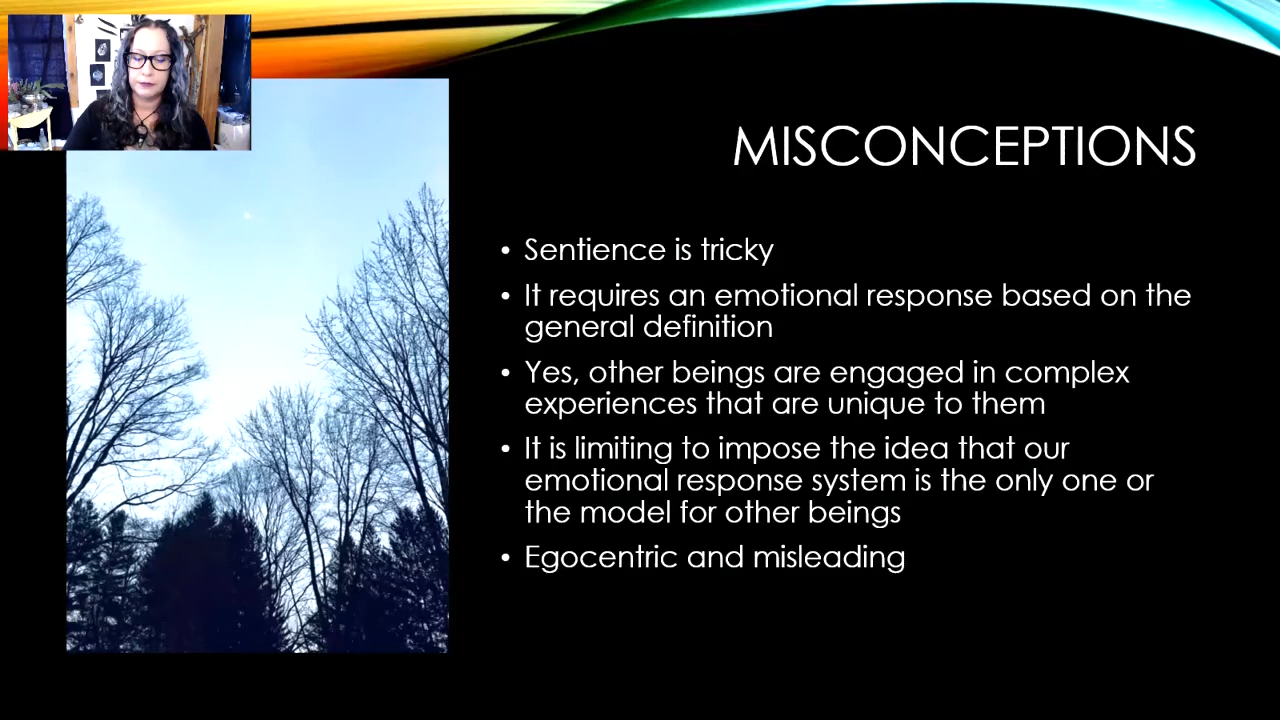 MISCONCEPTIONS
• Sentience is tricky
• It requires an emotional response based on the
general definition
• Yes, other beings are engaged in complex
experiences that are unique to them
• It is limiting to impose the idea that our
emotional response system is the only one or
the model for other beings
• Egocentric and misleading